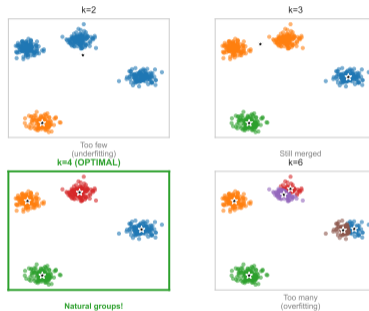 k=2
k=3
Too few
(underfitting)
Still merged
k=4 (OPTIMAL)
k=6
Natural groups!
Too many
(overfitting)